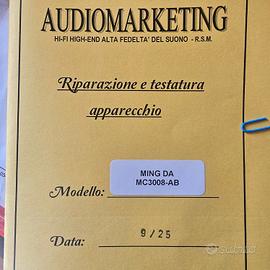 AUDIOMARKETING
HI-FI HIGH-END ALTA FEDELTA' DEL SUONO - R.S.M.
Riparazione e testatura
apparecchio
MING DA
MC3008-AB
Modello:
Data: 9/25
subito